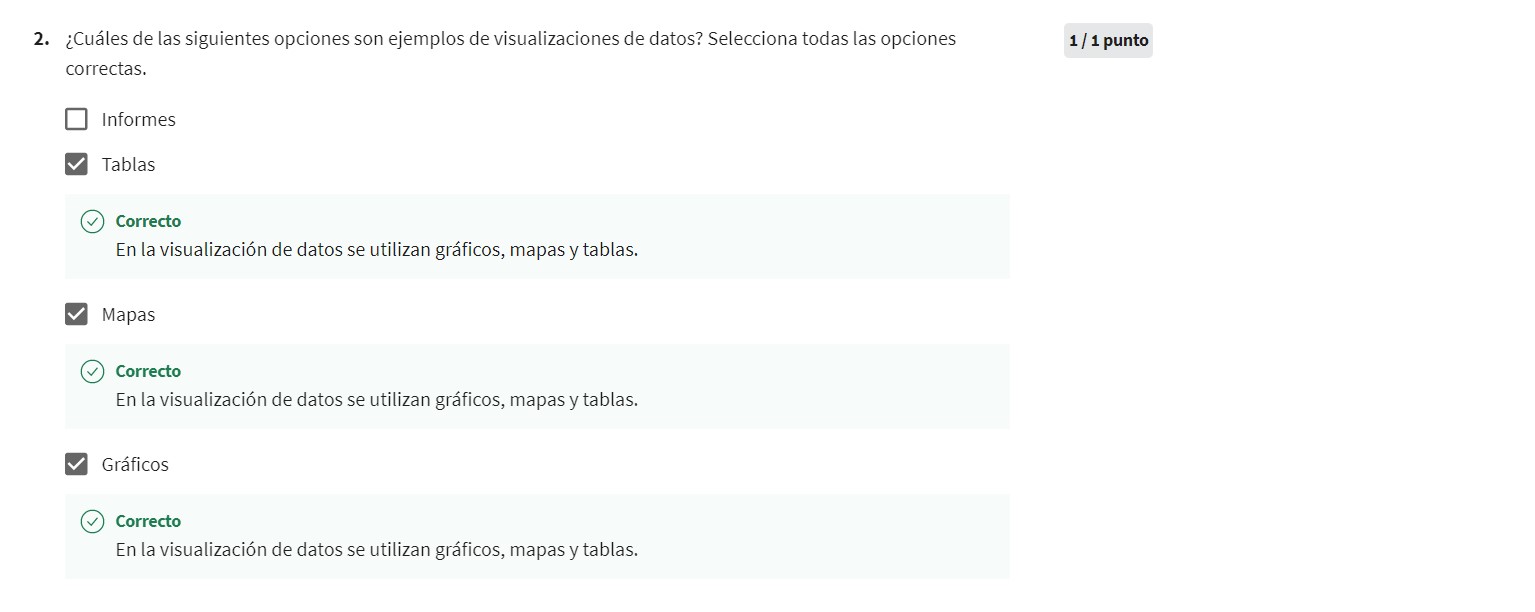 2. ¿Cuáles de las siguientes opciones son ejemplos de visualizaciones de datos? Selecciona todas las opciones
correctas.
1 / 1 punto
Informes
Tablas
Correcto
En la visualización de datos se utilizan gráficos, mapas y tablas.
Mapas
Correcto
En la visualización de datos se utilizan gráficos, mapas y tablas.
Gráficos
Correcto
En la visualización de datos se utilizan gráficos, mapas y tablas.